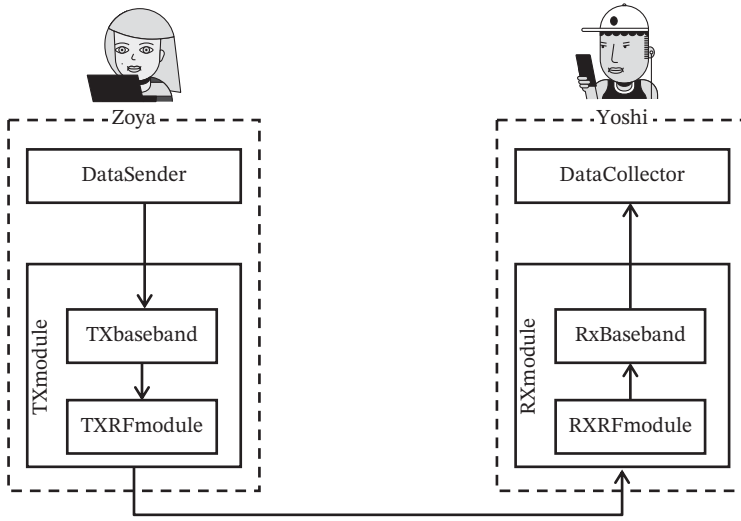 Zoya
Yoshi
DataSender
DataCollector
TXmodule
TXbaseband
TXRFmodule
RXmodule
RxBaseband
RXRFmodule